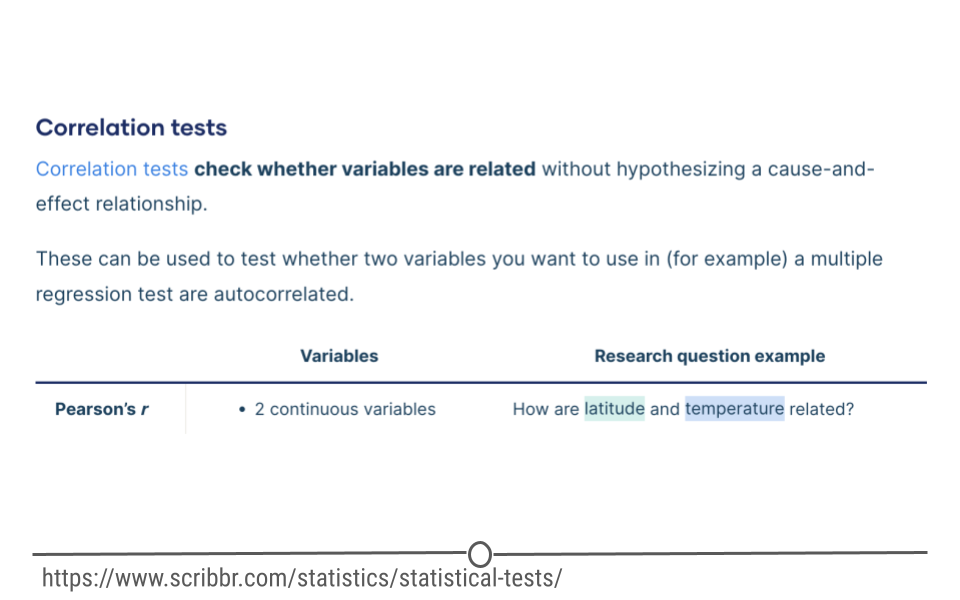 Correlation tests
Correlation tests check whether variables are related without hypothesizing a cause-and-
effect relationship.
These can be used to test whether two variables you want to use in (for example) a multiple
regression test are autocorrelated.
Variables Research question example
Pearson's r • 2 continuous variables How are latitude and temperature related?
https://www.scribbr.com/statistics/statistical-tests/